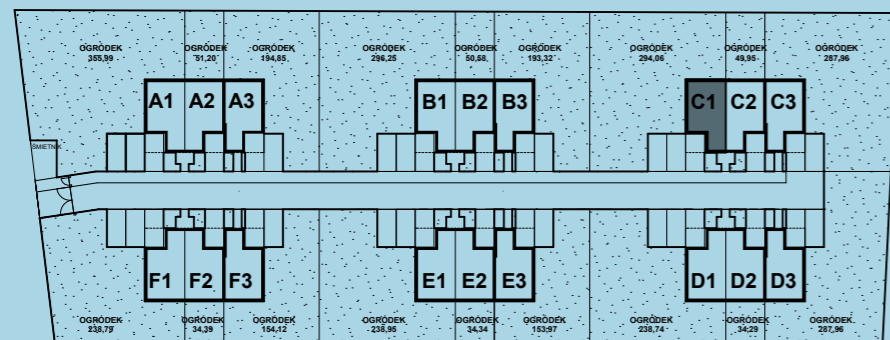 OGRÓDEK OGRÓDEK OGRÓDEK OGRÓDEK OGRÓDEK OGRÓDEK OGRÓDEK OGRÓDEK OGRÓDEK
355,99 51,20 194,85 296,25 50,58 193,32 294,06 49,95 287,96
A1 A2 A3 B1 B2 B3 C1 C2 C3
ŚMIETNIK
F1 F2 F3 E1 E2 E3 D1 D2 D3
OGRÓDEK OGRÓDEK OGRÓDEK OGRÓDEK OGRÓDEK OGRÓDEK OGRÓDEK OGRÓDEK OGRÓDEK
238,79 34,39 154,12 238,95 34,34 153,97 238,74 34,29 287,96